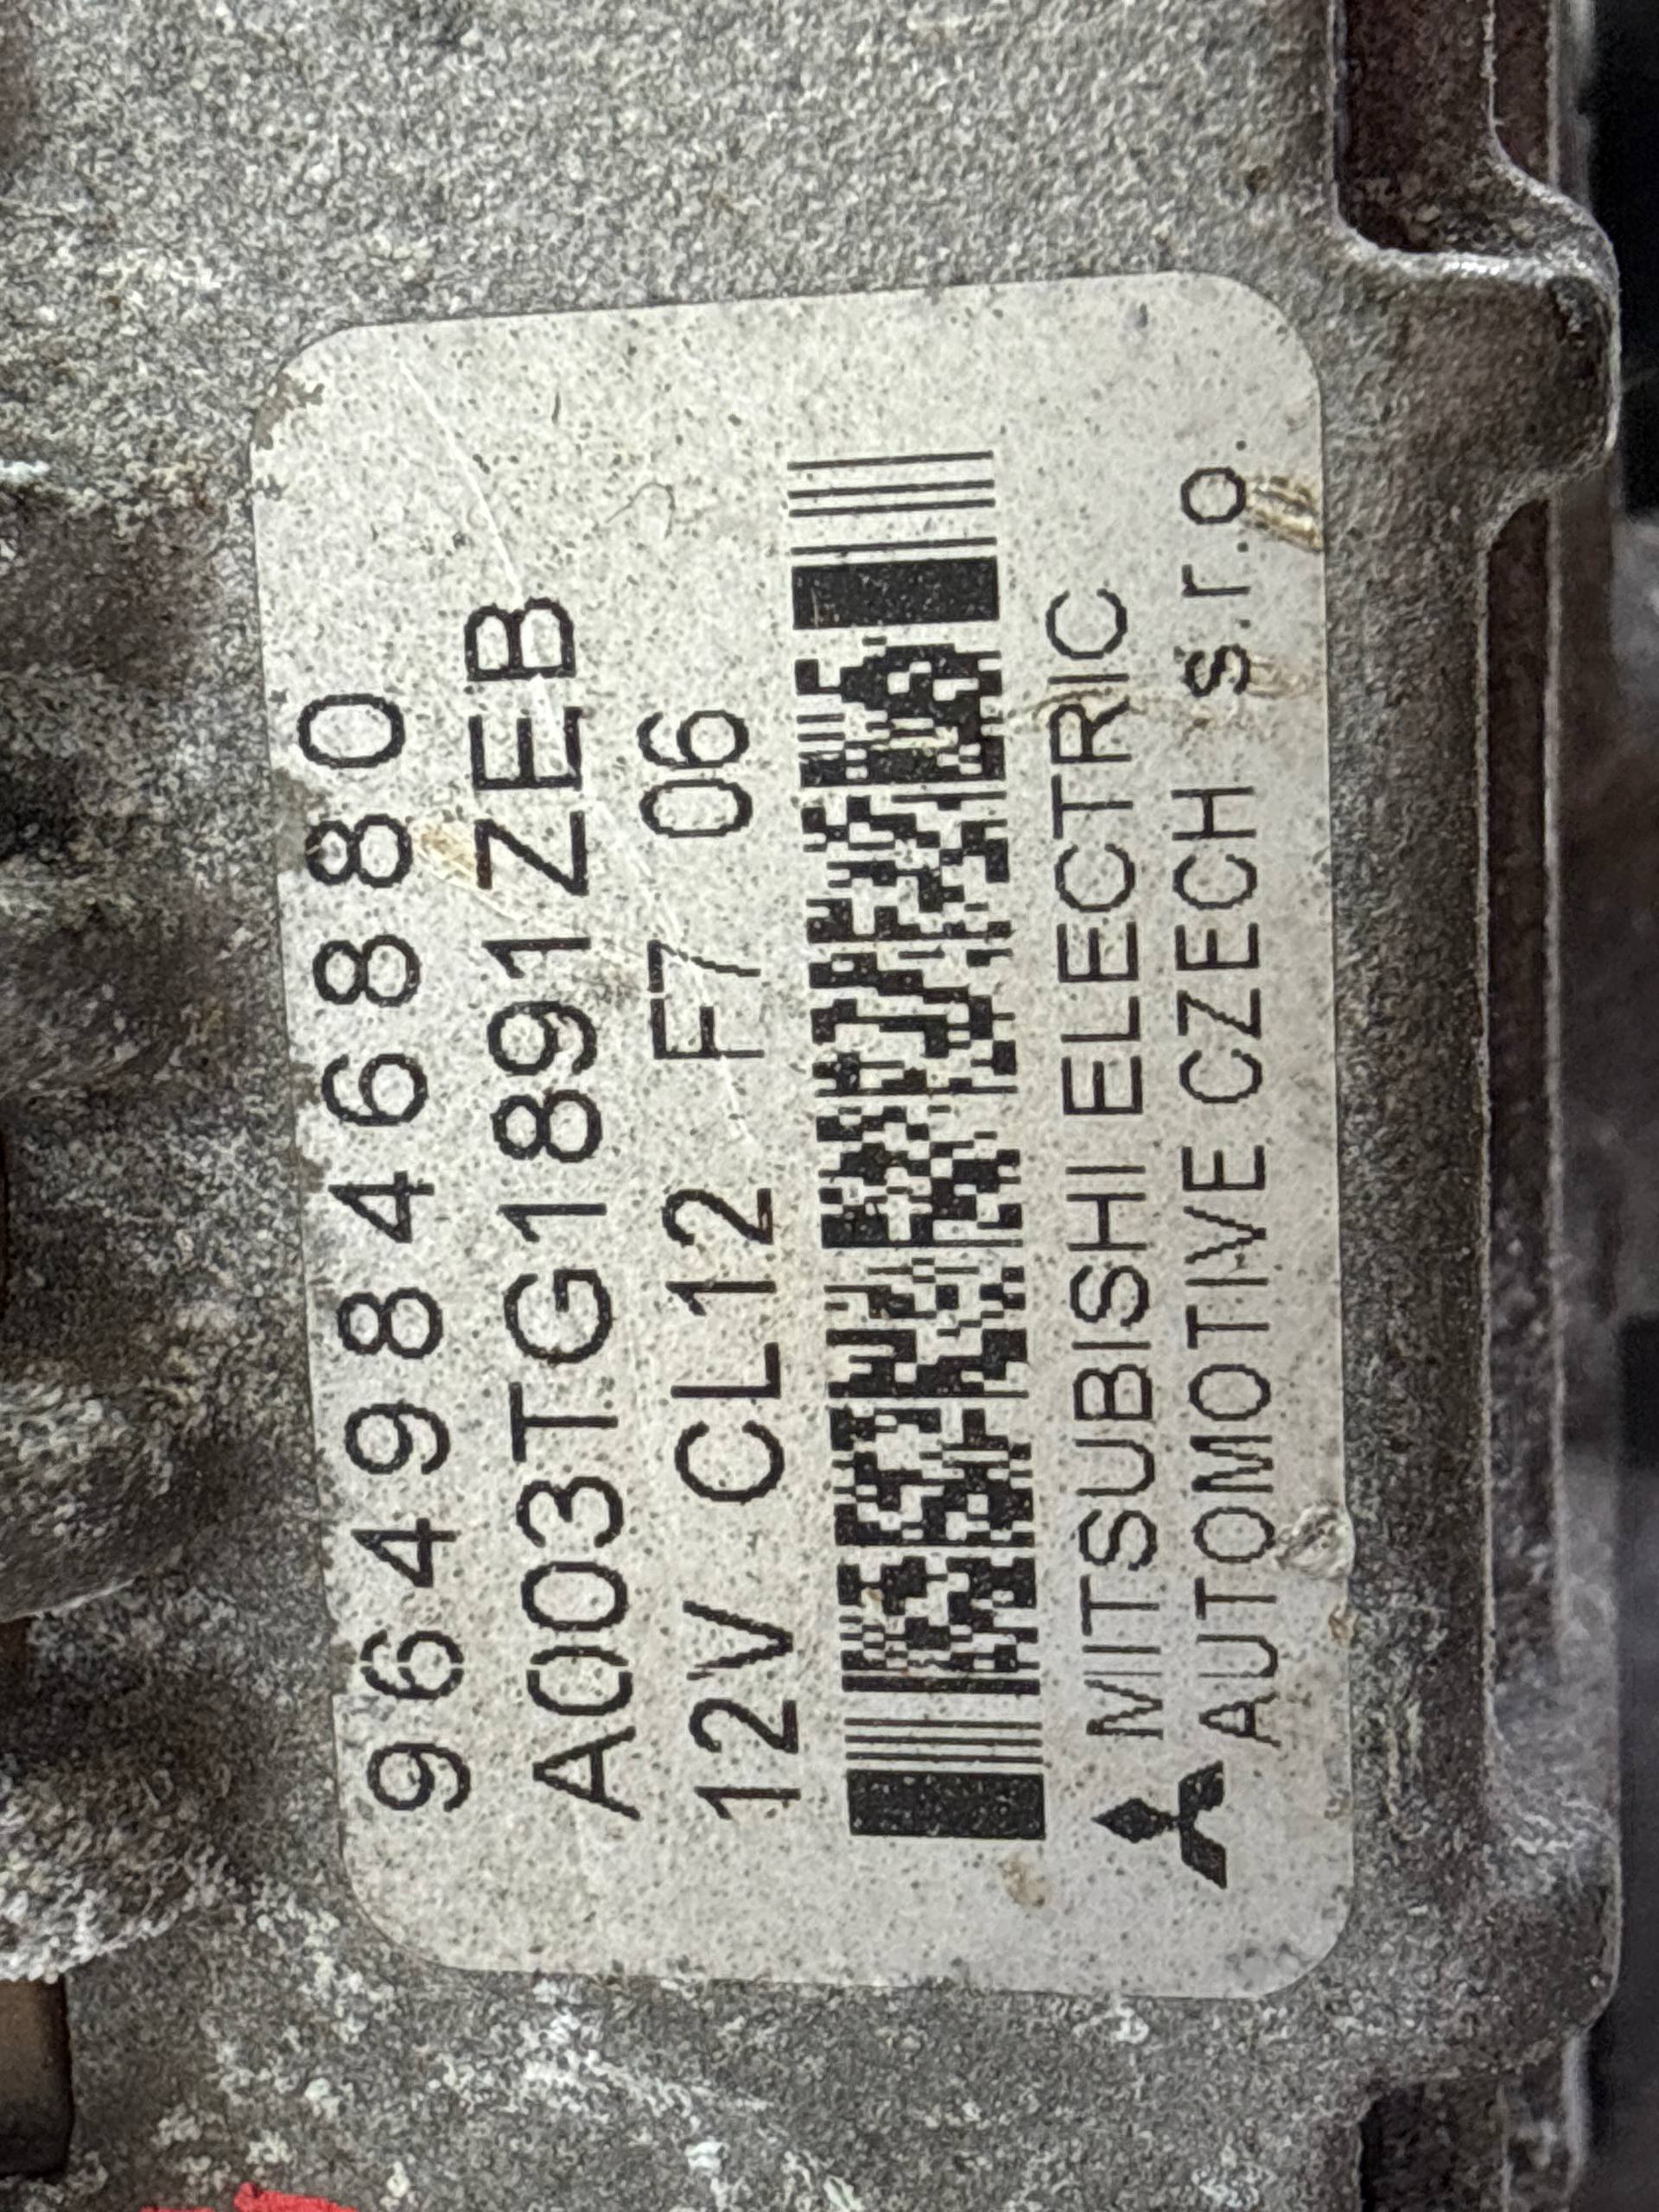 9649846880
A003TG1891ZEB
12V CL12 F7 06
MITSUBISHI ELECTRIC
AUTOMOTIVE CZECH s.r.o.